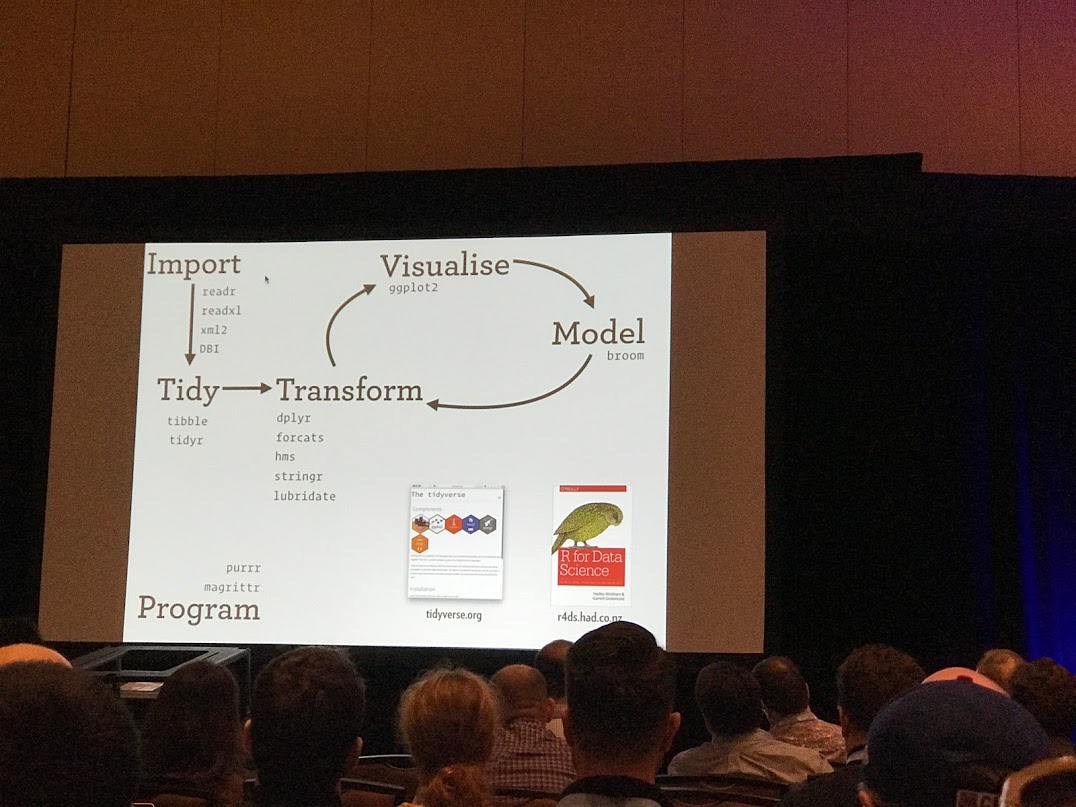 Import
readr
readxl
xml2
DBI
Visualise
ggplot2
Model
broom
Tidy
tibble
tidyr
Transform
dplyr
forcats
hms
stringr
lubridate
purrr
magrittr
Program
The tidyverse
Components
Installation
tidyverse.org
O'REILLY
R for Data
Science
Hadley Wickham &
Garrett Grolemund
r4ds.had.co.nz